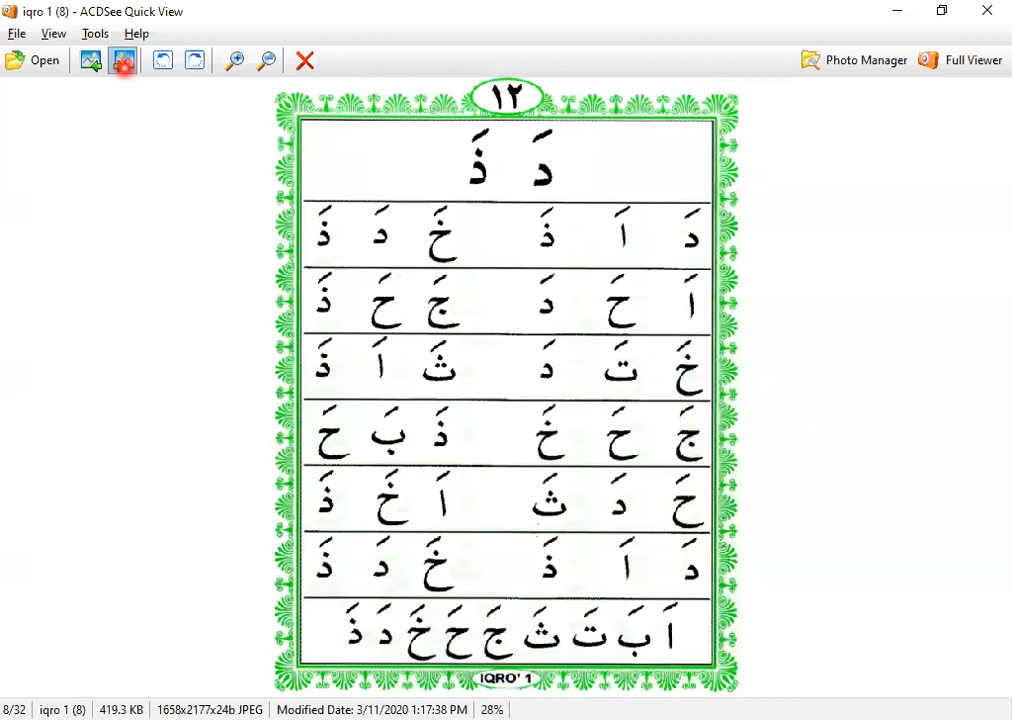 iqro 1 (8) - ACDSee Quick View
File View Tools Help
Open Photo Manager Full Viewer
١٢
دَ ذَ
دَ اَ ذَ خَ دَ ذَ
اَ حَ دَ جَ حَ ذَ
خَ تَ دَ ثَ اَ ذَ
جَ حَ خَ ذَ بَ حَ
حَ دَ ثَ اَ خَ ذَ
دَ اَ ذَ خَ دَ ذَ
اَ بَ تَ ثَ جَ حَ خَ دَ ذَ
IQRO' 1
8/32 iqro 1 (8) 419.3 KB 1658x2177x24b JPEG Modified Date: 3/11/2020 1:17:38 PM 28%